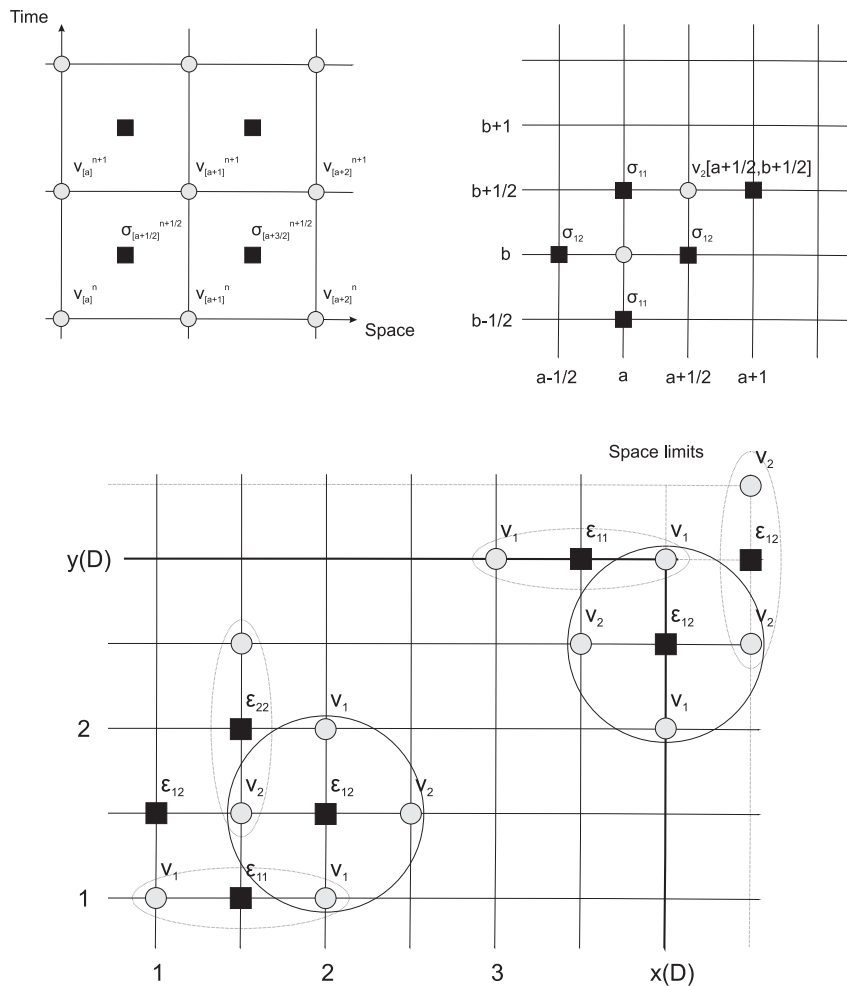 Time
v[a]^n+1 v[a+1]^n+1 v[a+2]^n+1
σ[a+1/2]^n+1/2 σ[a+3/2]^n+1/2
v[a]^n v[a+1]^n v[a+2]^n
Space
b+1
σ₁₁ v₂[a+1/2,b+1/2]
b+1/2
σ₁₂ σ₁₂
b
σ₁₁
b-1/2
a-1/2 a a+1/2 a+1
Space limits
v₂
v₁ ε₁₁ v₁ ε₁₂
y(D)
v₂ ε₁₂ v₂
ε₂₂ v₁ v₁
2
ε₁₂ v₂ ε₁₂ v₂
v₁ ε₁₁ v₁
1
1 2 3 x(D)